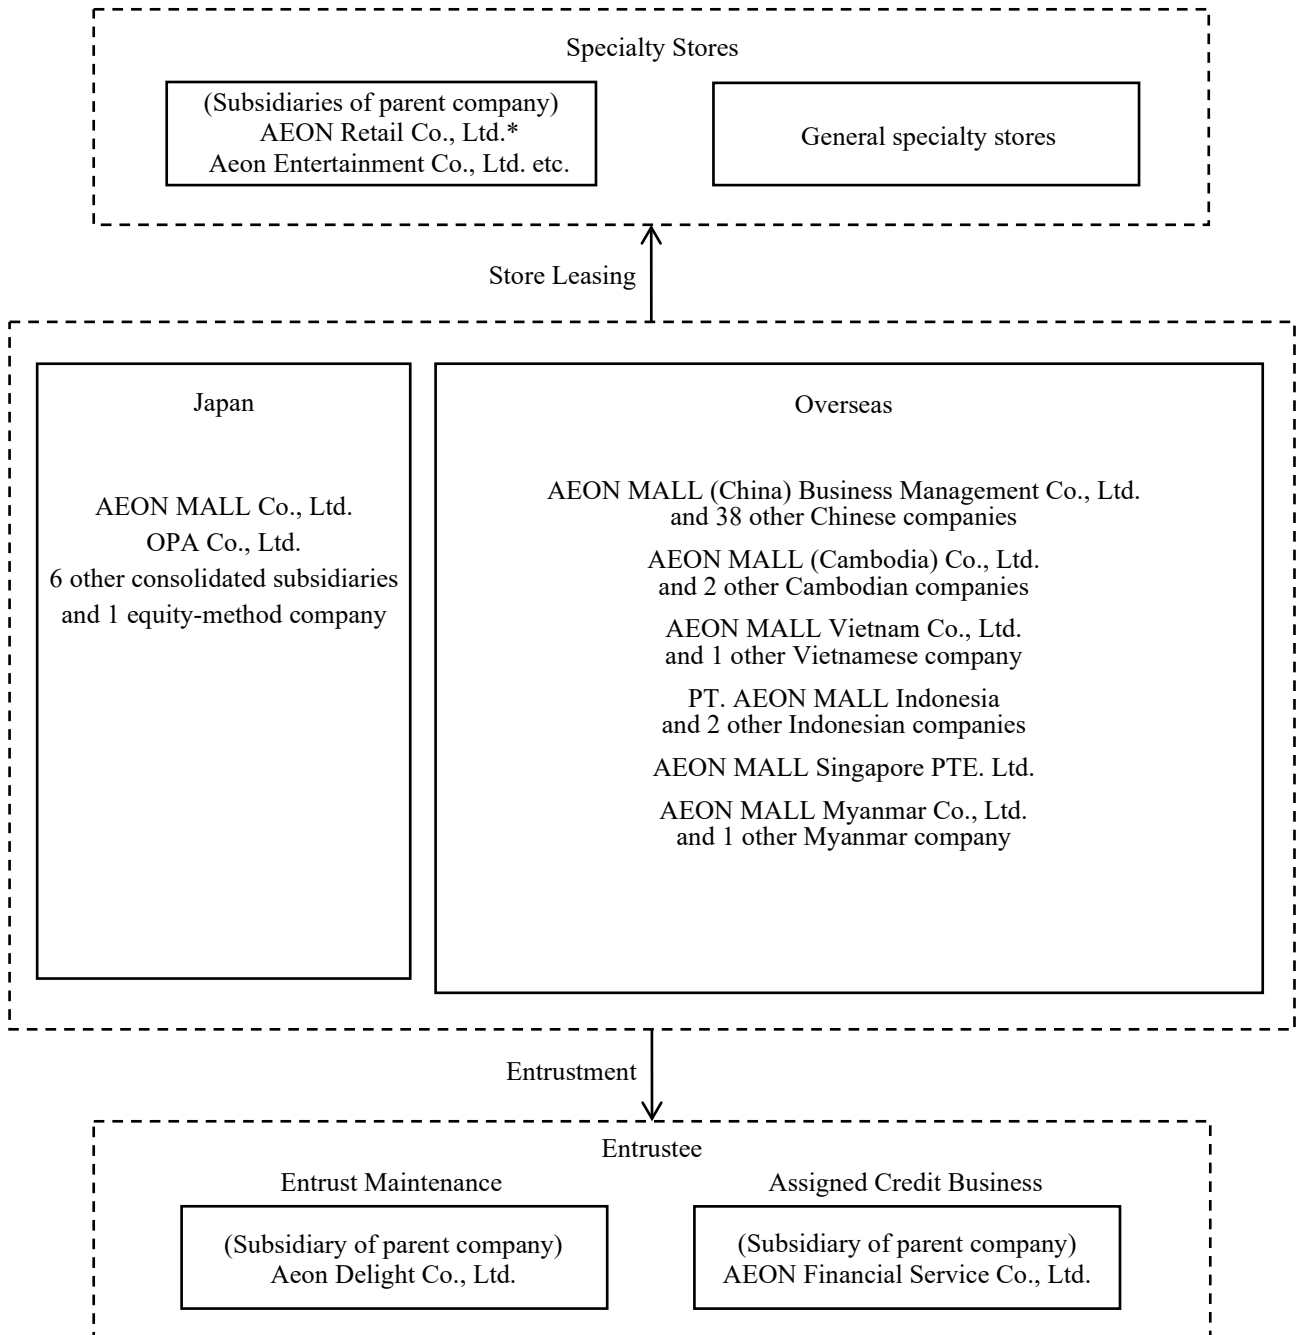 Specialty Stores
(Subsidiaries of parent company)
AEON Retail Co., Ltd.*
Aeon Entertainment Co., Ltd. etc.
General specialty stores
Store Leasing
Japan
AEON MALL Co., Ltd.
OPA Co., Ltd.
6 other consolidated subsidiaries
and 1 equity-method company
Overseas
AEON MALL (China) Business Management Co., Ltd.
and 38 other Chinese companies
AEON MALL (Cambodia) Co., Ltd.
and 2 other Cambodian companies
AEON MALL Vietnam Co., Ltd.
and 1 other Vietnamese company
PT. AEON MALL Indonesia
and 2 other Indonesian companies
AEON MALL Singapore PTE. Ltd.
AEON MALL Myanmar Co., Ltd.
and 1 other Myanmar company
Entrustment
Entrustee
Entrust Maintenance
(Subsidiary of parent company)
Aeon Delight Co., Ltd.
Assigned Credit Business
(Subsidiary of parent company)
AEON Financial Service Co., Ltd.